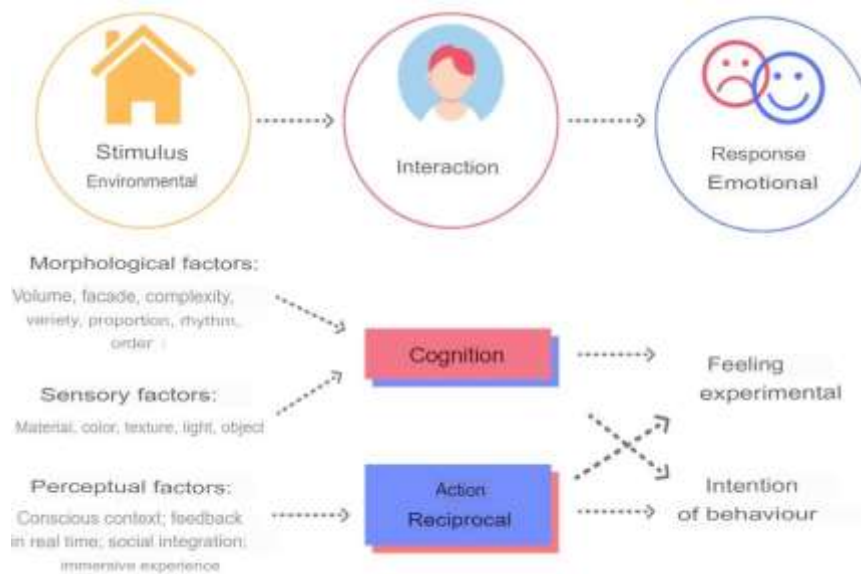 Stimulus
Environmental
Interaction
Response
Emotional
Morphological factors:
Volume, facade, complexity,
variety, proportion, rhythm,
order
Sensory factors:
Material, color, texture, light, object
Perceptual factors:
Conscious context; feedback
in real time; social integration;
immersive experience
Cognition
Action
Reciprocal
Feeling
experimental
Intention
of behaviour